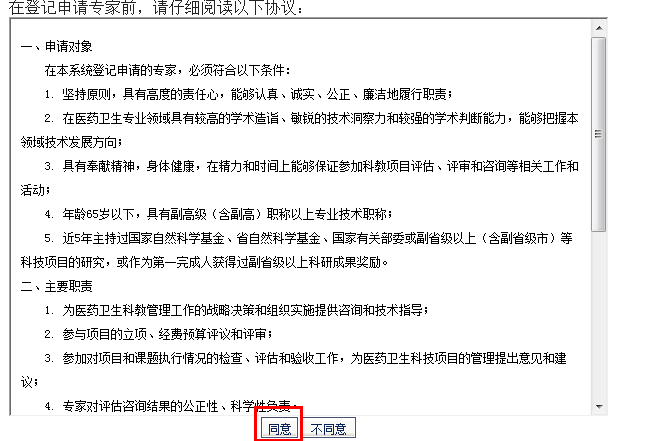 在登记申请专家前，请仔细阅读以下协议：
一、申请对象
在本系统登记申请的专家，必须符合以下条件：
1. 坚持原则，具有高度的责任心，能够认真、诚实、公正、廉洁地履行职责；
2. 在医药卫生专业领域具有较高的学术造诣、敏锐的技术洞察力和较强的学术判断能力，能够把握本
领域技术发展方向；
3. 具有奉献精神，身体健康，在精力和时间上能够保证参加科教项目评估、评审和咨询等相关工作和
活动；
4. 年龄65岁以下，具有副高级（含副高）职称以上专业技术职称；
5. 近5年主持过国家自然科学基金、省自然科学基金、国家有关部委或副省级以上（含副省级市）等
科技项目的研究，或作为第一完成人获得过副省级以上科研成果奖励。
二、主要职责
1. 为医药卫生科教管理工作的战略决策和组织实施提供咨询和技术指导；
2. 参与项目的立项、经费预算评议和评审；
3. 参加对项目和课题执行情况的检查、评估和验收工作，为医药卫生科技项目的管理提出意见和建
议；
4. 专家对评估咨询结果的公正性、科学性负责；
同意 不同意